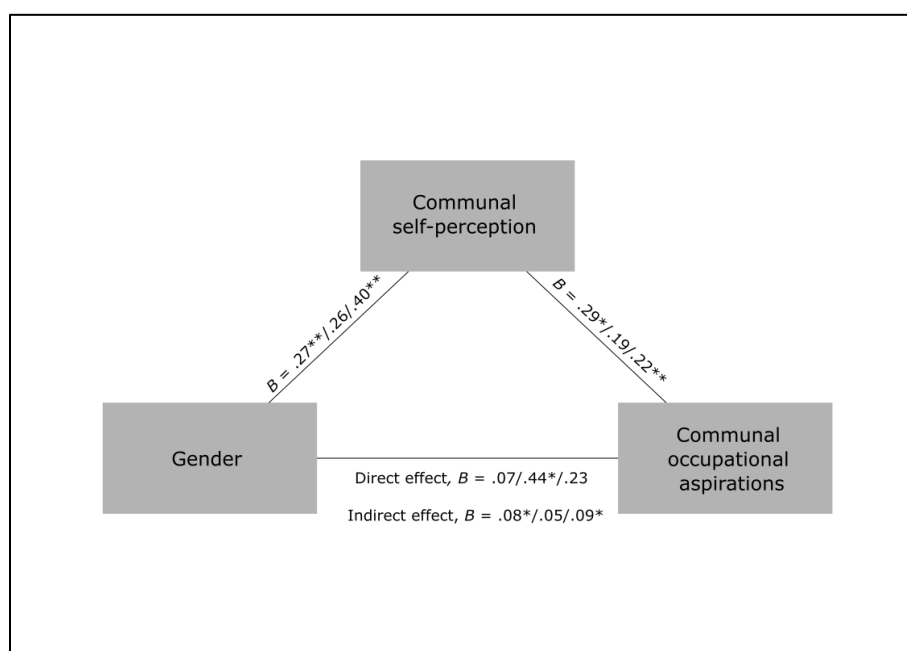 Communal
self-perception
B = .27**/.26/.40**
B = .29*/.19/.22**
Gender
Communal
occupational
aspirations
Direct effect, B = .07/.44*/.23
Indirect effect, B = .08*/.05/.09*